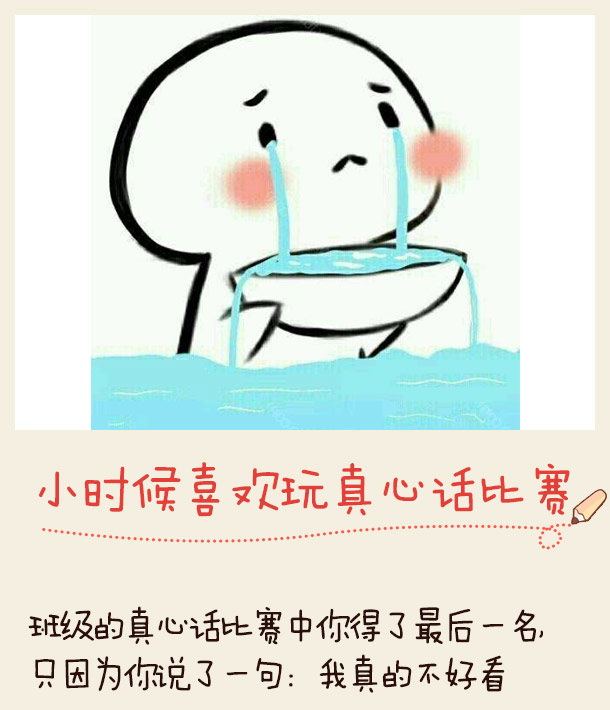 小时候喜欢玩真心话比赛
班级的真心话比赛中你得了最后一名,
只因为你说了一句: 我真的不好看